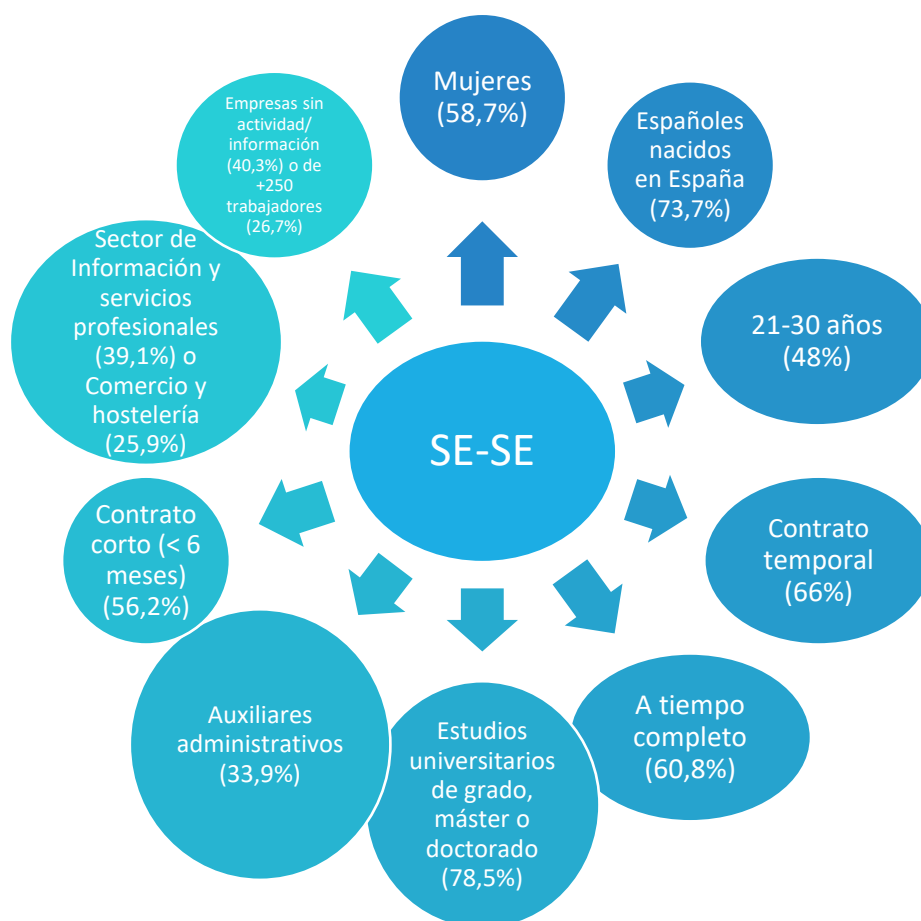 Mujeres
(58,7%)
Españoles
nacidos
en España
(73,7%)
21-30 años
(48%)
Contrato
temporal
(66%)
A tiempo
completo
(60,8%)
Estudios
universitarios
de grado,
máster o
doctorado
(78,5%)
Auxiliares
administrativos
(33,9%)
Contrato
corto (< 6
meses)
(56,2%)
Sector de
Información y
servicios
profesionales
(39,1%) o
Comercio y
hostelería
(25,9%)
Empresas sin
actividad/
información
(40,3%) o de
+250
trabajadores
(26,7%)
SE-SE